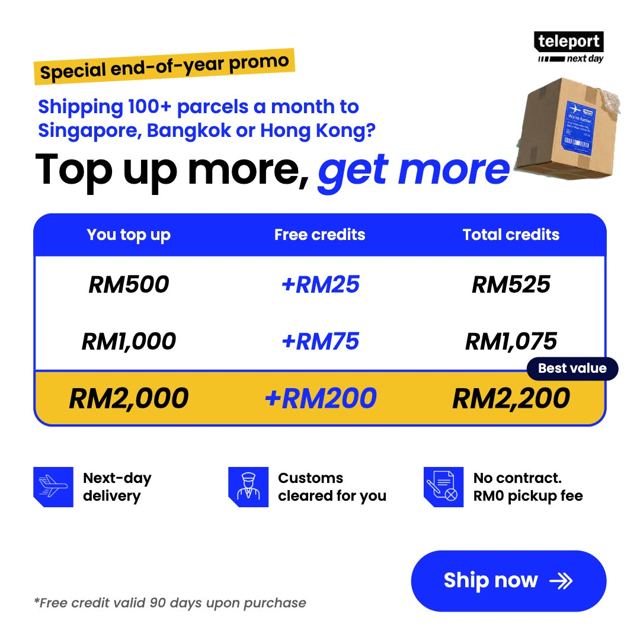 teleport
next day
Special end-of-year promo
Shipping 100+ parcels a month to
Singapore, Bangkok or Hong Kong?
Top up more, get more
You top up Free credits Total credits
RM500 +RM25 RM525
RM1,000 +RM75 RM1,075
Best value
RM2,000 +RM200 RM2,200
Next-day
delivery
Customs
cleared for you
No contract.
RM0 pickup fee
Ship now
*Free credit valid 90 days upon purchase